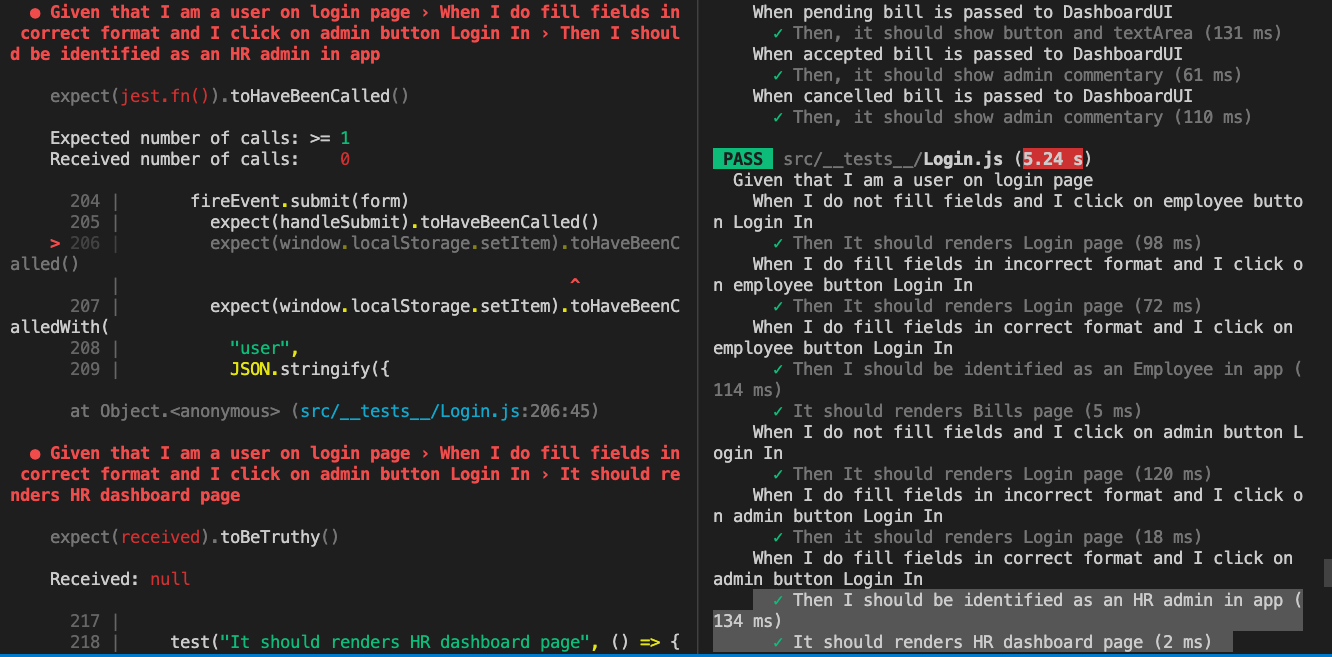 ● Given that I am a user on login page › When I do fill fields in
correct format and I click on admin button Login In › Then I shoul
d be identified as an HR admin in app
expect(jest.fn()).toHaveBeenCalled()
Expected number of calls: >= 1
Received number of calls:    0
204 |       fireEvent.submit(form)
205 |         expect(handleSubmit).toHaveBeenCalled()
> 206 |         expect(window.localStorage.setItem).toHaveBeenC
alled()
|                                             ^
207 |         expect(window.localStorage.setItem).toHaveBeenC
alledWith(
208 |           "user",
209 |           JSON.stringify({
at Object.<anonymous> (src/__tests__/Login.js:206:45)
● Given that I am a user on login page › When I do fill fields in
correct format and I click on admin button Login In › It should re
nders HR dashboard page
expect(received).toBeTruthy()
Received: null
217 |
218 |     test("It should renders HR dashboard page", () => {
When pending bill is passed to DashboardUI
✓ Then, it should show button and textArea (131 ms)
When accepted bill is passed to DashboardUI
✓ Then, it should show admin commentary (61 ms)
When cancelled bill is passed to DashboardUI
✓ Then, it should show admin commentary (110 ms)
PASS src/__tests__/Login.js (5.24 s)
Given that I am a user on login page
When I do not fill fields and I click on employee butto
n Login In
✓ Then It should renders Login page (98 ms)
When I do fill fields in incorrect format and I click o
n employee button Login In
✓ Then It should renders Login page (72 ms)
When I do fill fields in correct format and I click on
employee button Login In
✓ Then I should be identified as an Employee in app (
114 ms)
✓ It should renders Bills page (5 ms)
When I do not fill fields and I click on admin button L
ogin In
✓ Then It should renders Login page (120 ms)
When I do fill fields in incorrect format and I click o
n admin button Login In
✓ Then it should renders Login page (18 ms)
When I do fill fields in correct format and I click on
admin button Login In
✓ Then I should be identified as an HR admin in app (
134 ms)
✓ It should renders HR dashboard page (2 ms)